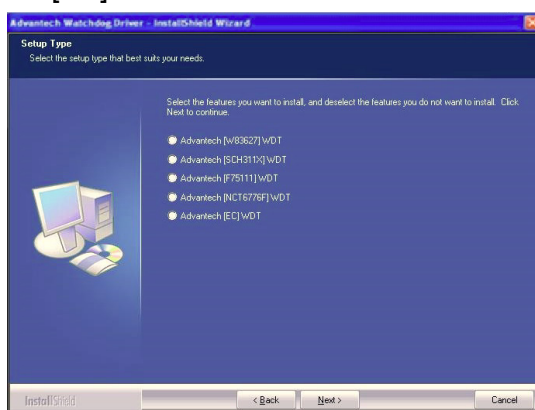 Advantech Watchdog Driver - InstallShield Wizard
Setup Type
Select the setup type that best suits your needs.
Select the features you want to install, and deselect the features you do not want to install. Click
Next to continue.
Advantech [W83627] WDT
Advantech [SCH311X] WDT
Advantech [F75111] WDT
Advantech [NCT6776F] WDT
Advantech [EC] WDT
InstallShield
< Back
Next >
Cancel